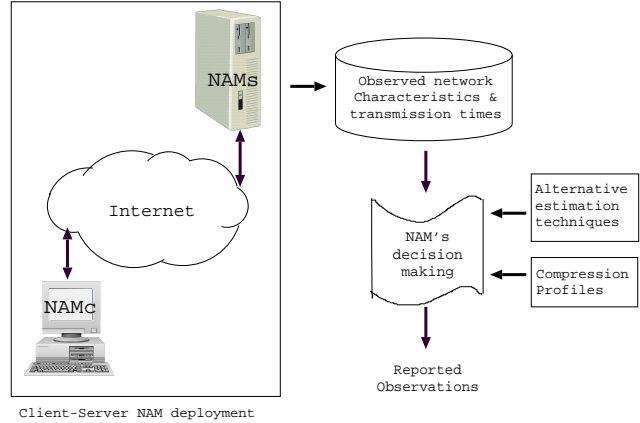 NAMs
Observed network
Characteristics &
transmission times
Internet
Alternative
estimation
techniques
NAM's
decision
making
Compression
Profiles
NAMc
Reported
Observations
Client-Server NAM deployment